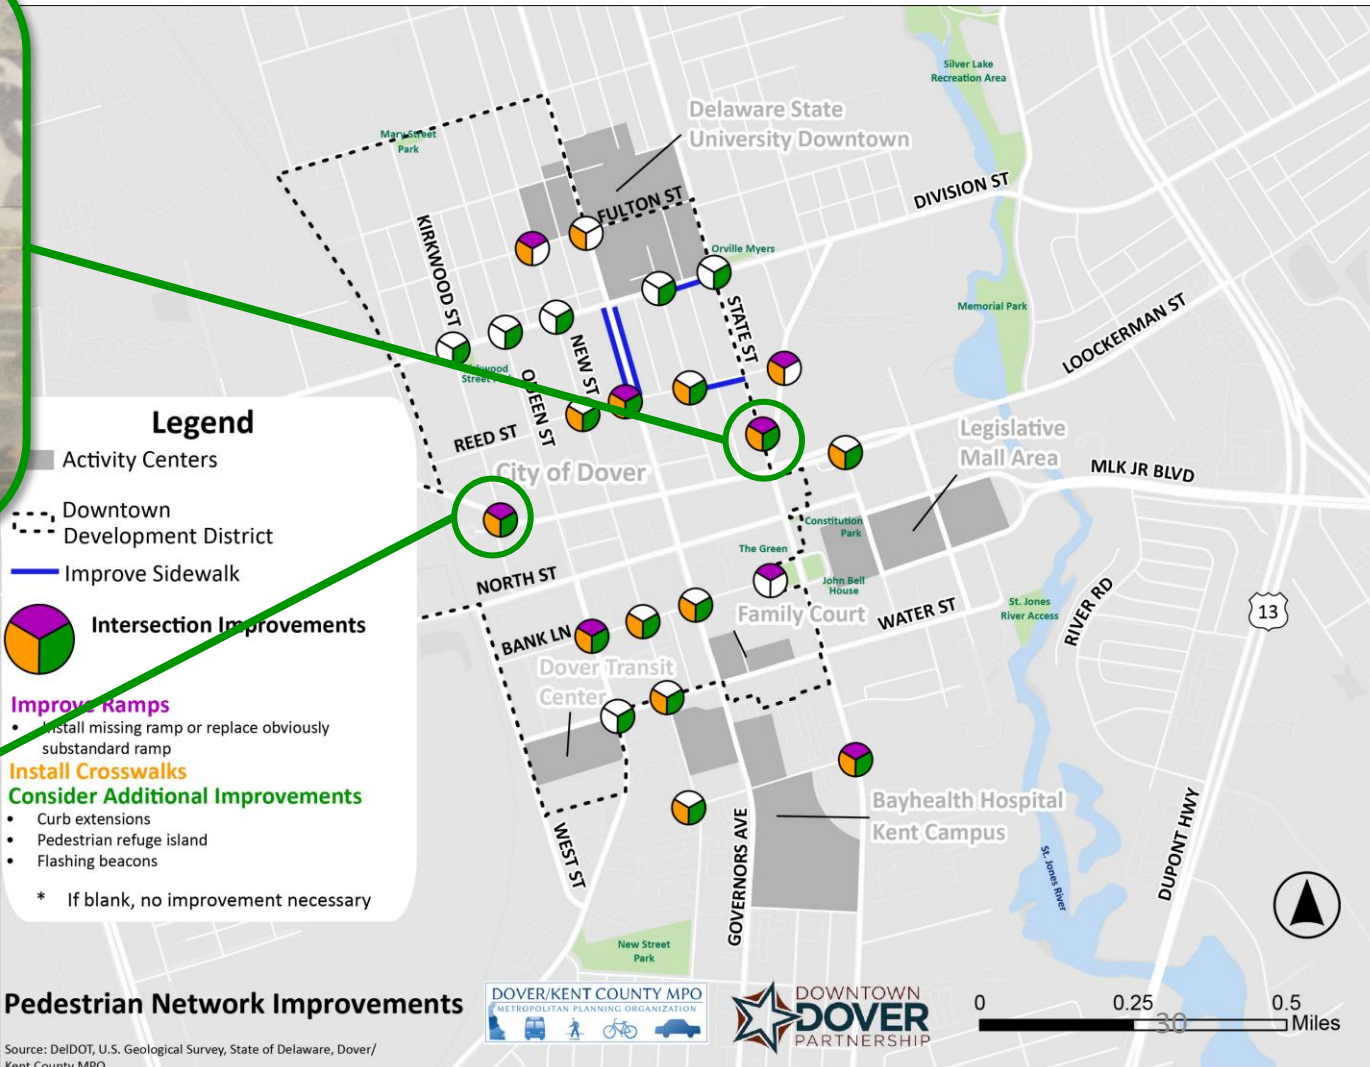 Silver Lake
Recreation Area
Delaware State
University Downtown
Mary Street
Park
DIVISION ST
FULTON ST
KIRKWOOD ST
Orville Myers
Memorial Park
STATE ST
LOOCKERMAN ST
NEW ST
Street Park
QUEEN ST
REED ST
City of Dover
Legislative
Mall Area
MLK JR BLVD
Legend
Activity Centers
Downtown
Development District
Improve Sidewalk
Intersection Improvements
Improve Ramps
• Install missing ramp or replace obviously
substandard ramp
Install Crosswalks
Consider Additional Improvements
• Curb extensions
• Pedestrian refuge island
• Flashing beacons
* If blank, no improvement necessary
Constitution
Park
The Green
John Bell
House
NORTH ST
Family Court
WATER ST
St. Jones
River Access
RIVER RD
13
BANK LN
Dover Transit
Center
Bayhealth Hospital
Kent Campus
WEST ST
GOVERNORS AVE
St. Jones River
DUPONT HWY
New Street
Park
Pedestrian Network Improvements
DOVER/KENT COUNTY MPO
METROPOLITAN PLANNING ORGANIZATION
DOWNTOWN
DOVER
PARTNERSHIP
0 0.25 0.5
Miles
30
Source: DelDOT, U.S. Geological Survey, State of Delaware, Dover/
Kent County MPO